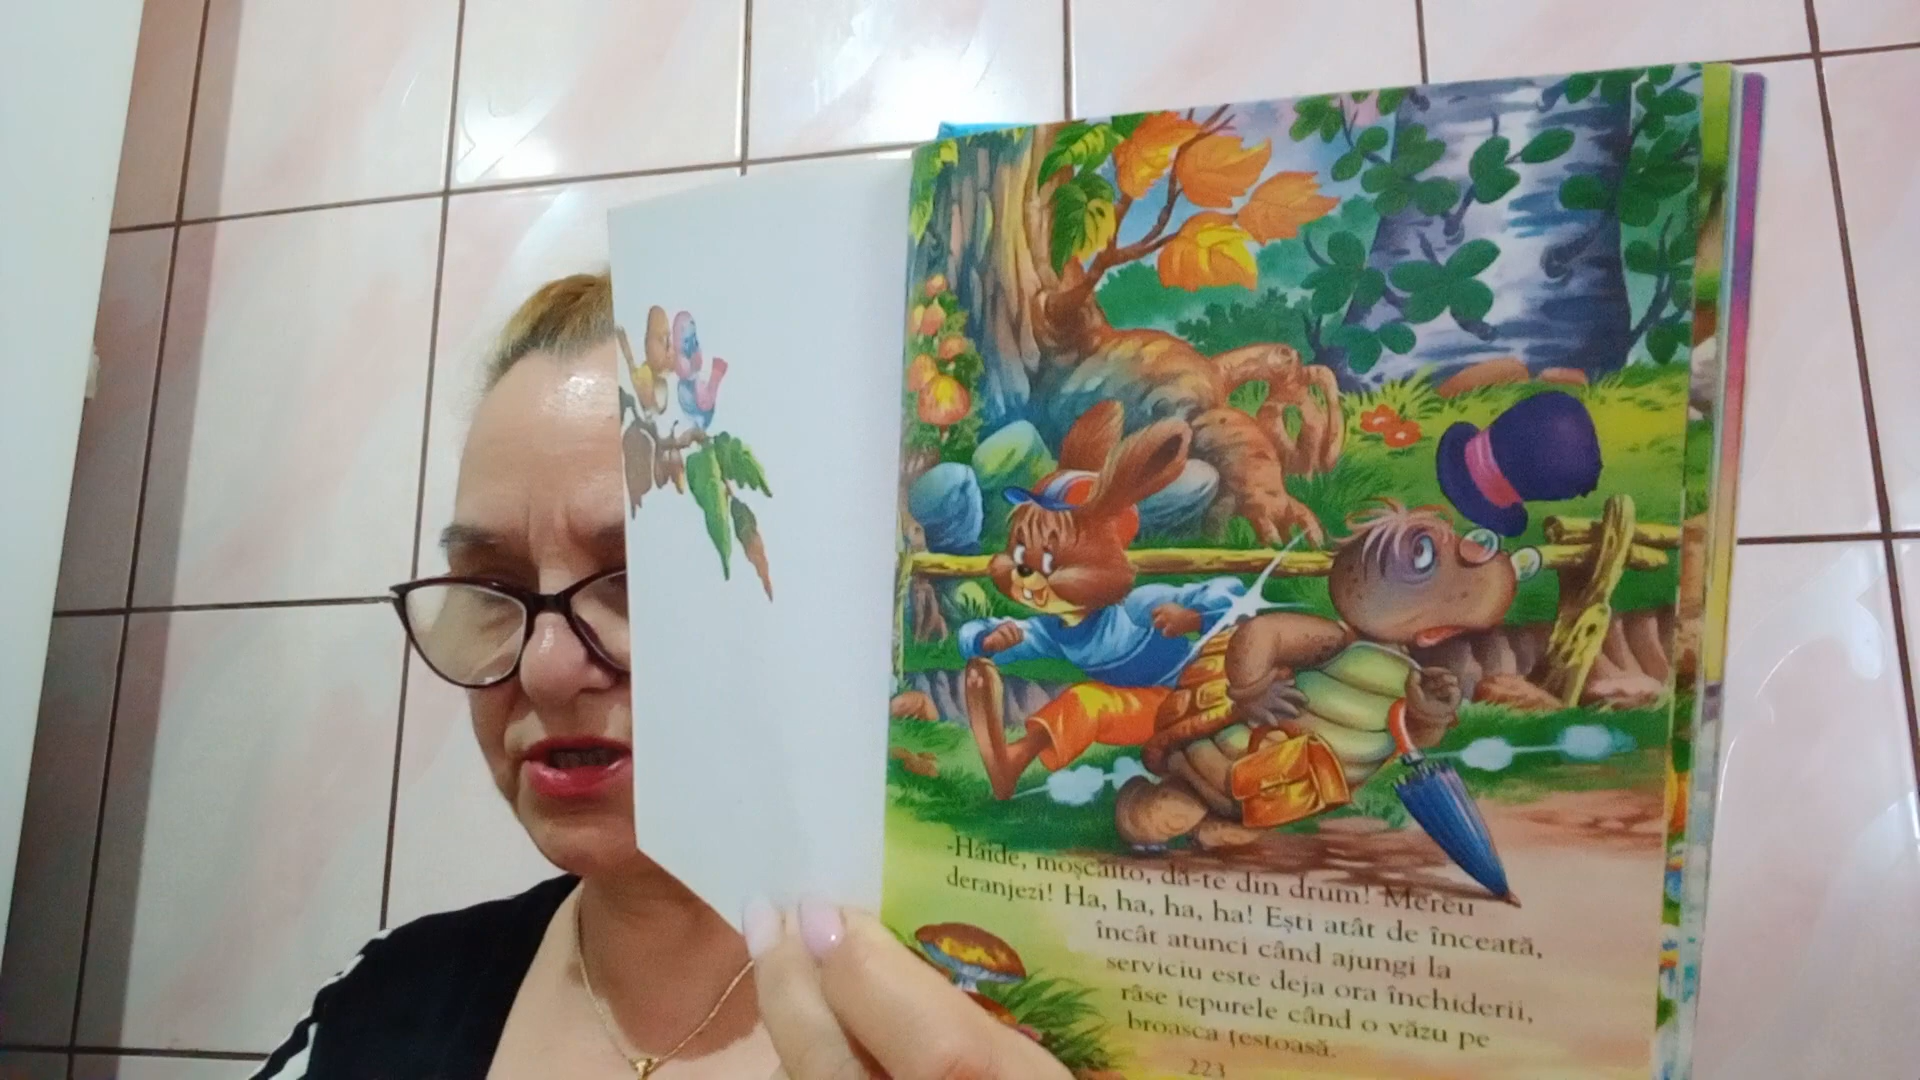 -Haide, moșcăito, dă-te din drum! Mereu
deranjezi! Ha, ha, ha, ha! Ești atât de înceată,
încât atunci când ajungi la
serviciu este deja ora închiderii,
râse iepurele când o văzu pe
broasca țestoasă.
223